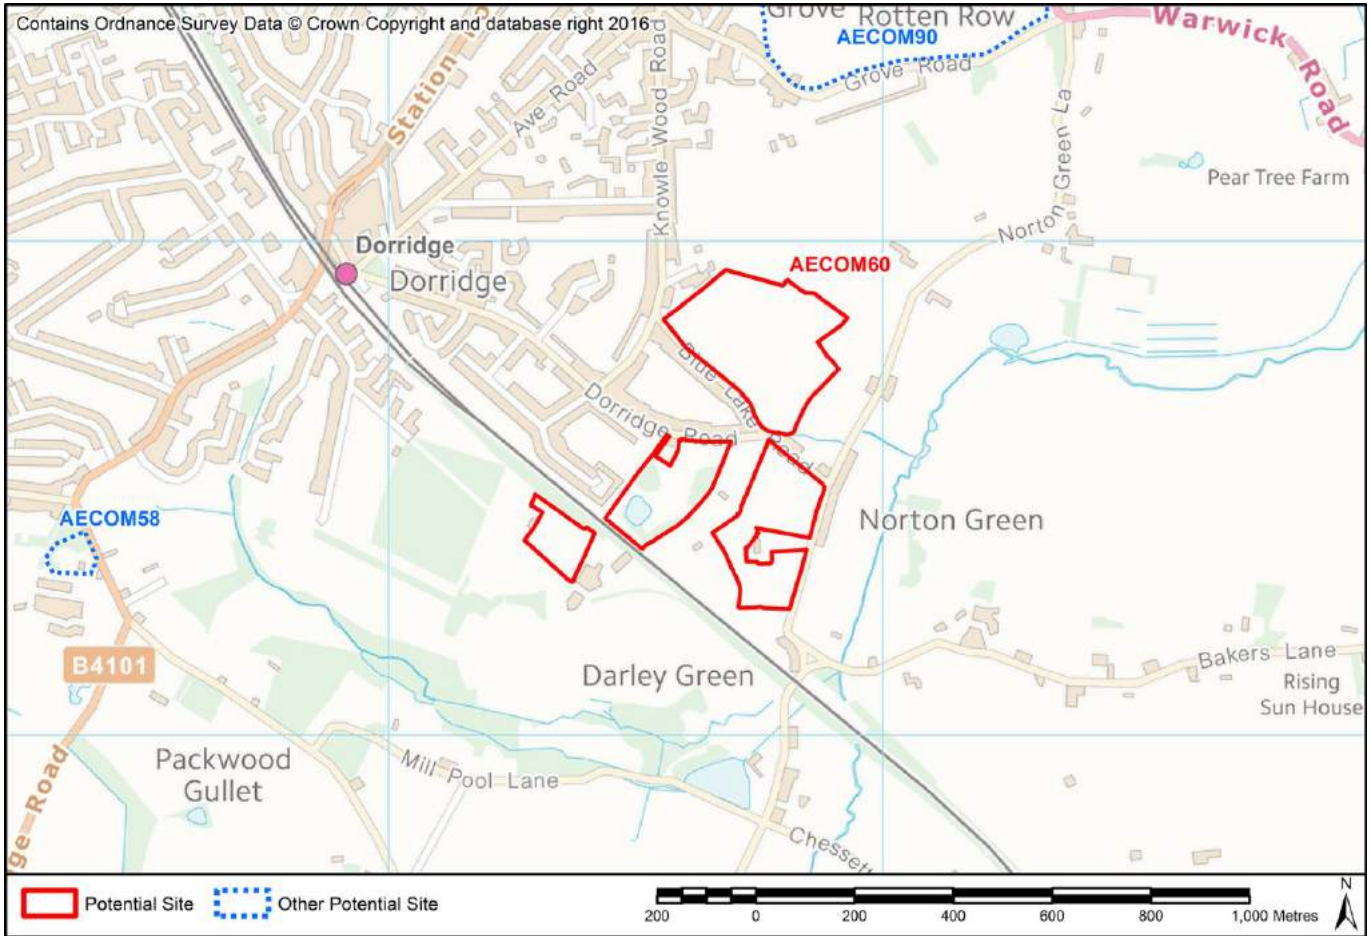 Contains Ordnance Survey Data © Crown Copyright and database right 2016
Grove
Rotten Row
AECOM90
Warwick
Road
Grove Road
Station
Ave Road
Knowle Wood Road
Norton Green La
Pear Tree Farm
Dorridge
Dorridge
AECOM60
Blue Lake Road
Dorridge Road
AECOM58
Norton Green
B4101
Darley Green
Bakers Lane
Rising
Sun House
Packwood
Gullet
Mill Pool Lane
Chessett
ge Road
Potential Site
Other Potential Site
200 0 200 400 600 800 1,000 Metres
N